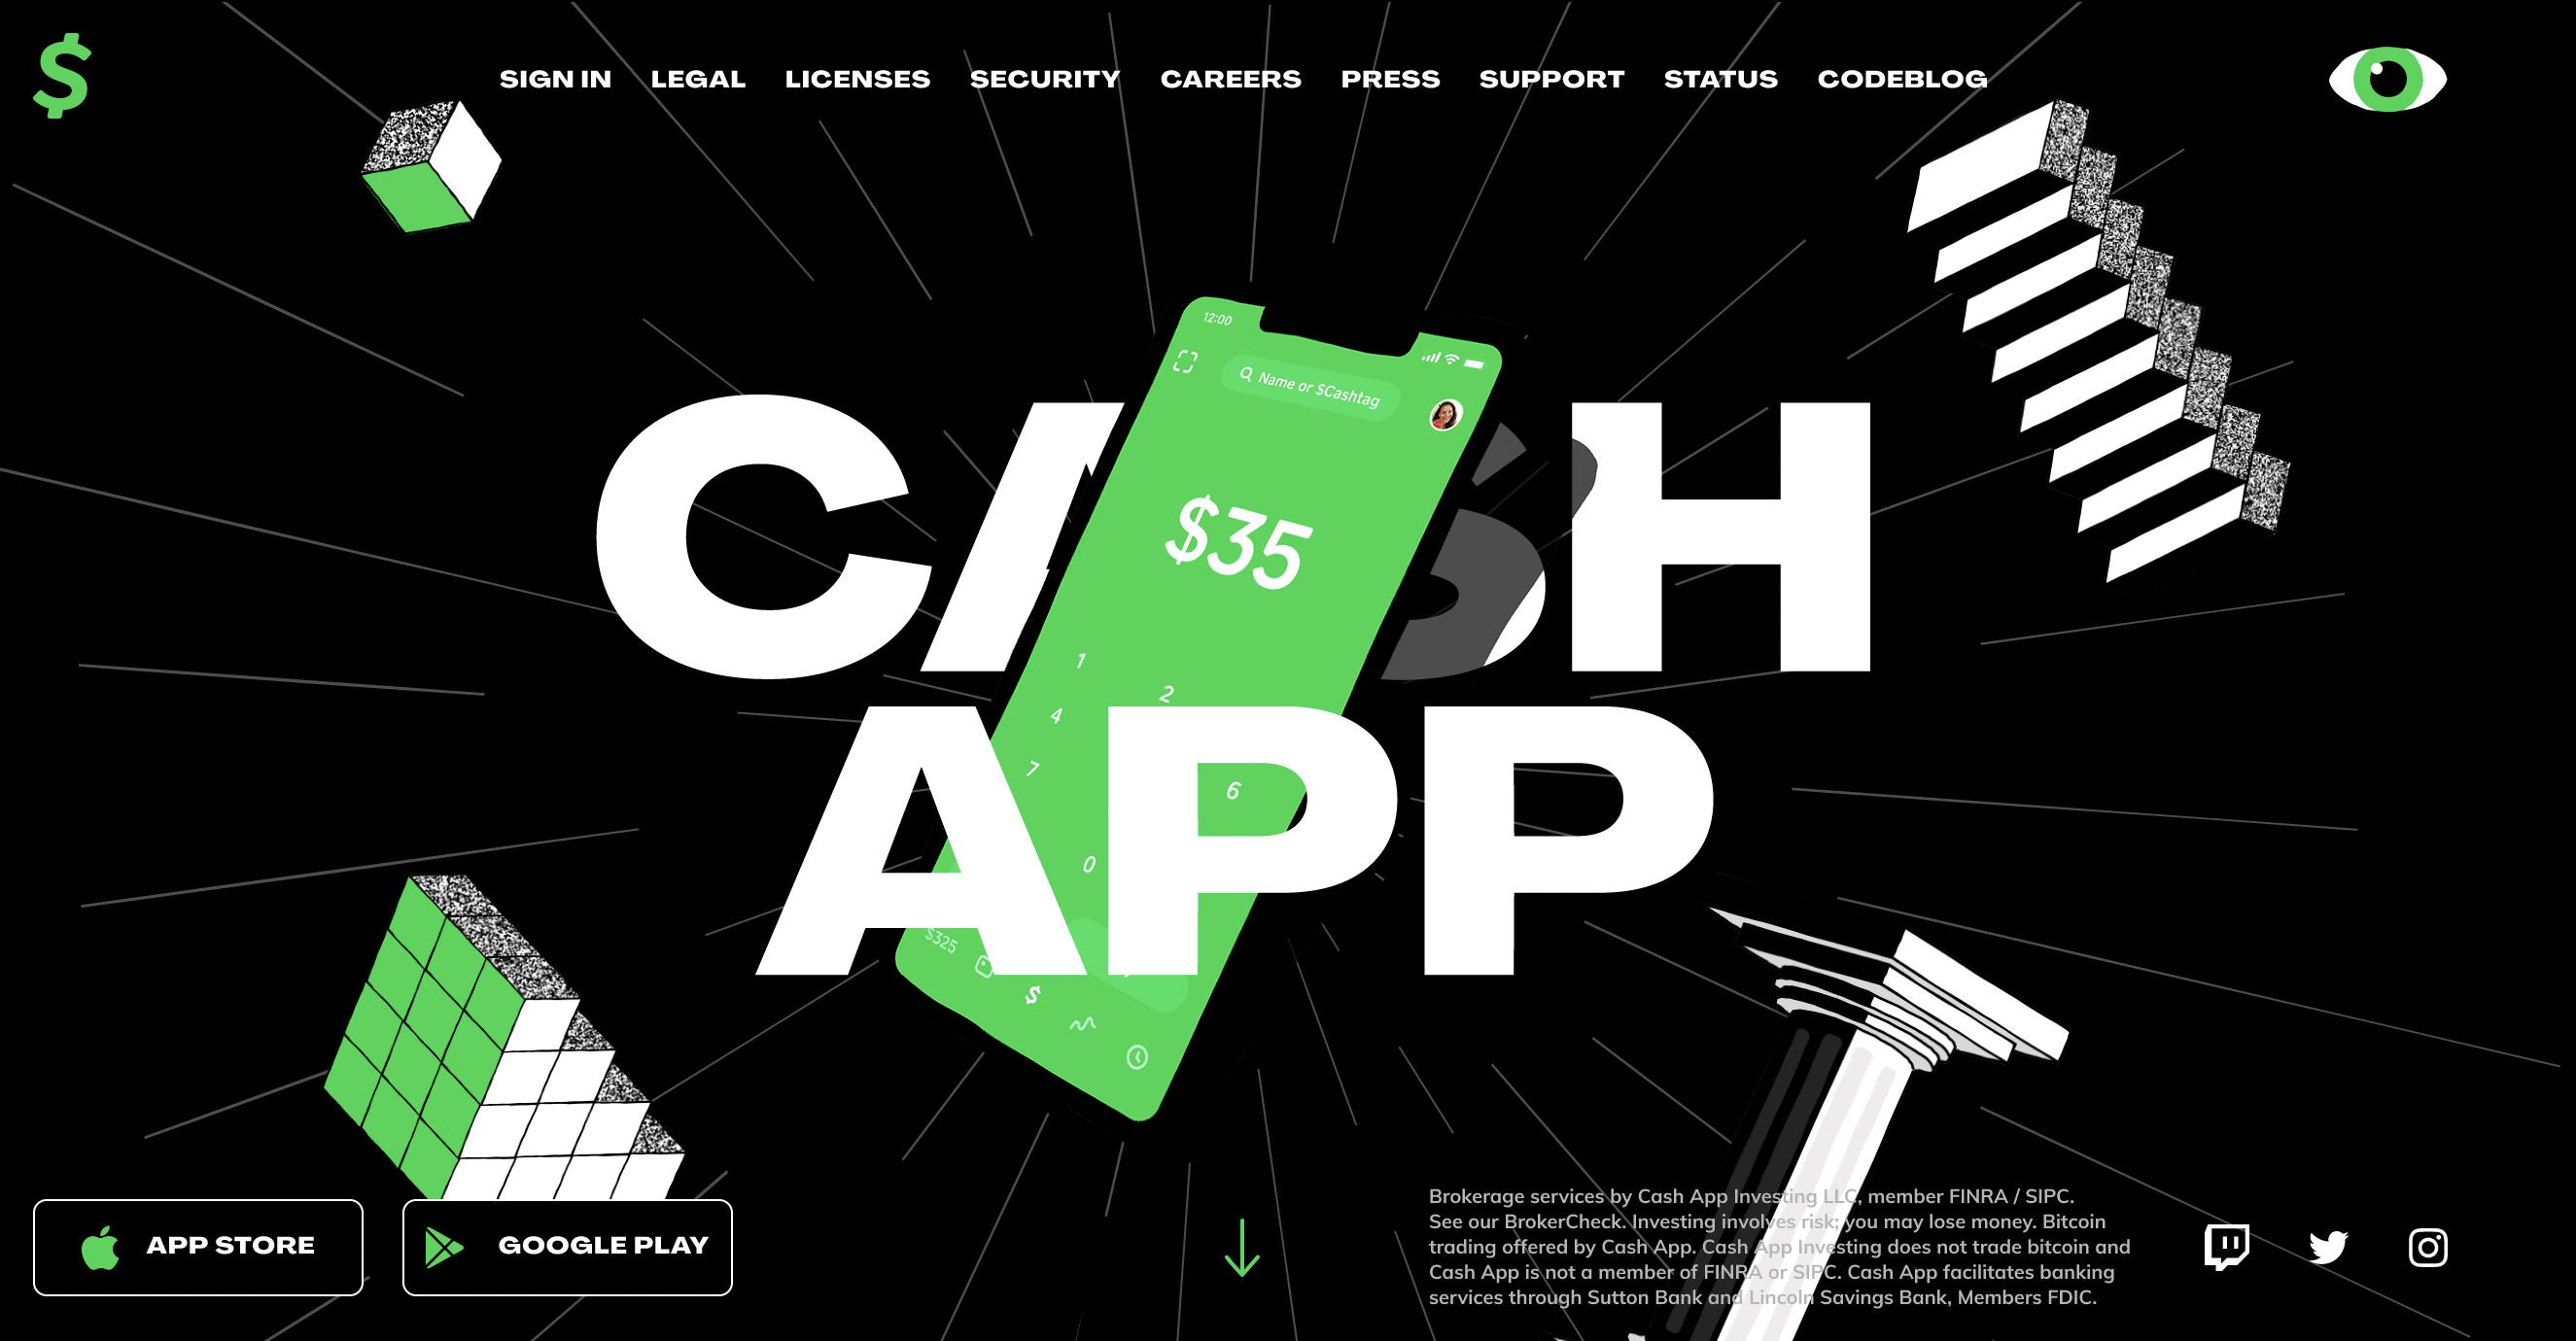 $
SIGN IN LEGAL LICENSES SECURITY CAREERS PRESS SUPPORT STATUS CODEBLOG
12:00
Name or $Cashtag
$35
CASH
1
2
4
7
6
0
APP
$325
$
APP STORE
GOOGLE PLAY
Brokerage services by Cash App Investing LLC, member FINRA / SIPC.
See our BrokerCheck. Investing involves risk; you may lose money. Bitcoin
trading offered by Cash App. Cash App Investing does not trade bitcoin and
Cash App is not a member of FINRA or SIPC. Cash App facilitates banking
services through Sutton Bank and Lincoln Savings Bank, Members FDIC.